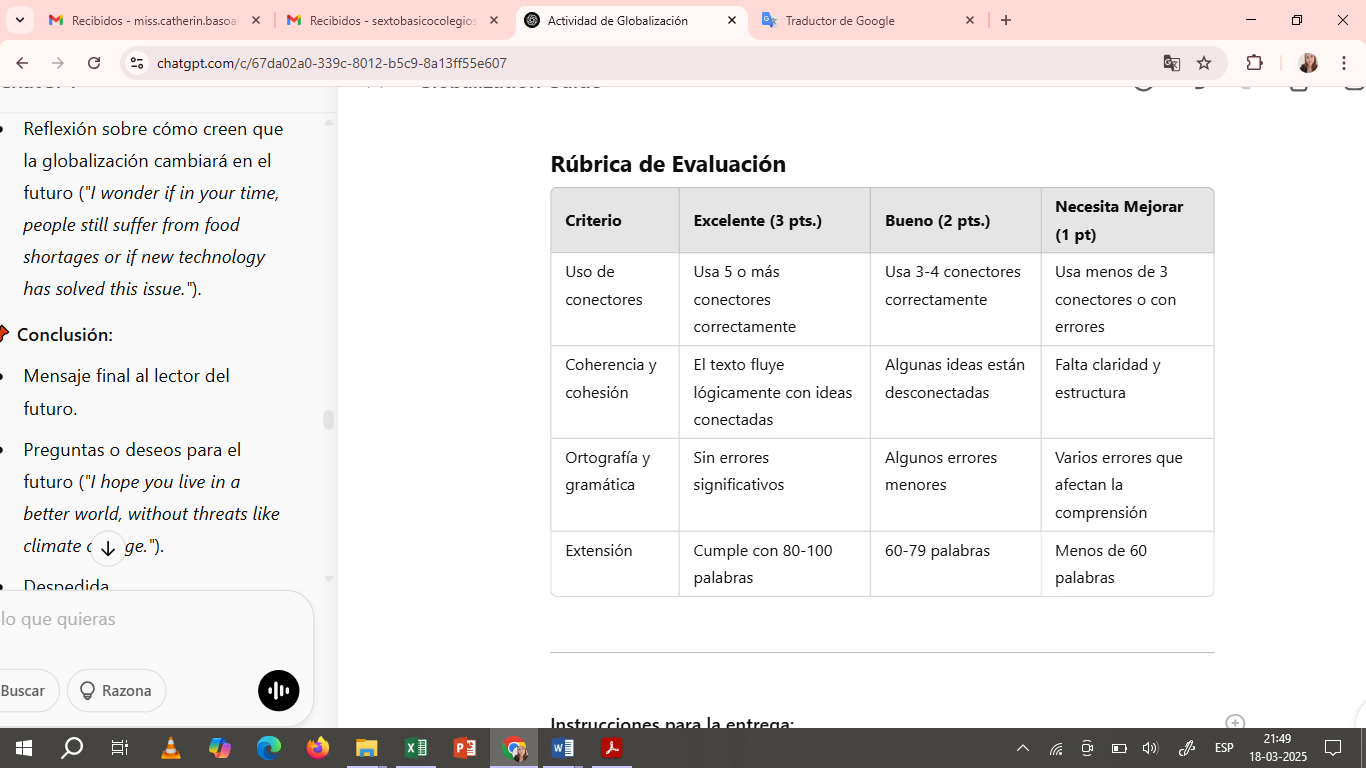 Recibidos - miss.catherin.basoa
Recibidos - sextobasicocolegios
Actividad de Globalización
Traductor de Google
chatgpt.com/c/67da02a0-339c-8012-b5c9-8a13ff55e607
Reflexión sobre cómo creen que
la globalización cambiará en el
futuro ("I wonder if in your time,
people still suffer from food
shortages or if new technology
has solved this issue.").
Conclusión:
Mensaje final al lector del
futuro.
Preguntas o deseos para el
futuro ("I hope you live in a
better world, without threats like
climate c ge.").
Despedida
lo que quieras
Buscar
Razona
Rúbrica de Evaluación
Criterio
Excelente (3 pts.)
Bueno (2 pts.)
Necesita Mejorar
(1 pt)
Uso de
conectores
Usa 5 o más
conectores
correctamente
Usa 3-4 conectores
correctamente
Usa menos de 3
conectores o con
errores
Coherencia y
cohesión
El texto fluye
lógicamente con ideas
conectadas
Algunas ideas están
desconectadas
Falta claridad y
estructura
Ortografía y
gramática
Sin errores
significativos
Algunos errores
menores
Varios errores que
afectan la
comprensión
Extensión
Cumple con 80-100
palabras
60-79 palabras
Menos de 60
palabras
Instrucciones para la entrega:
ESP
21:49
18-03-2025